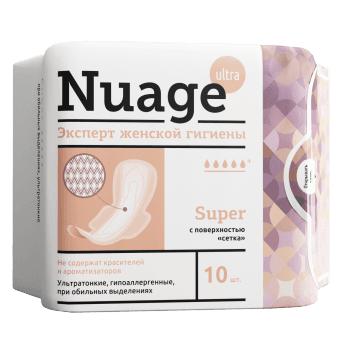 Nuage
ultra
Эксперт женской гигиены
Super
с поверхностью
«сетка»
Не содержат красителей
и ароматизаторов
10 шт.
Ультратонкие, гипоаллергенные,
при обильных выделениях
Открывать